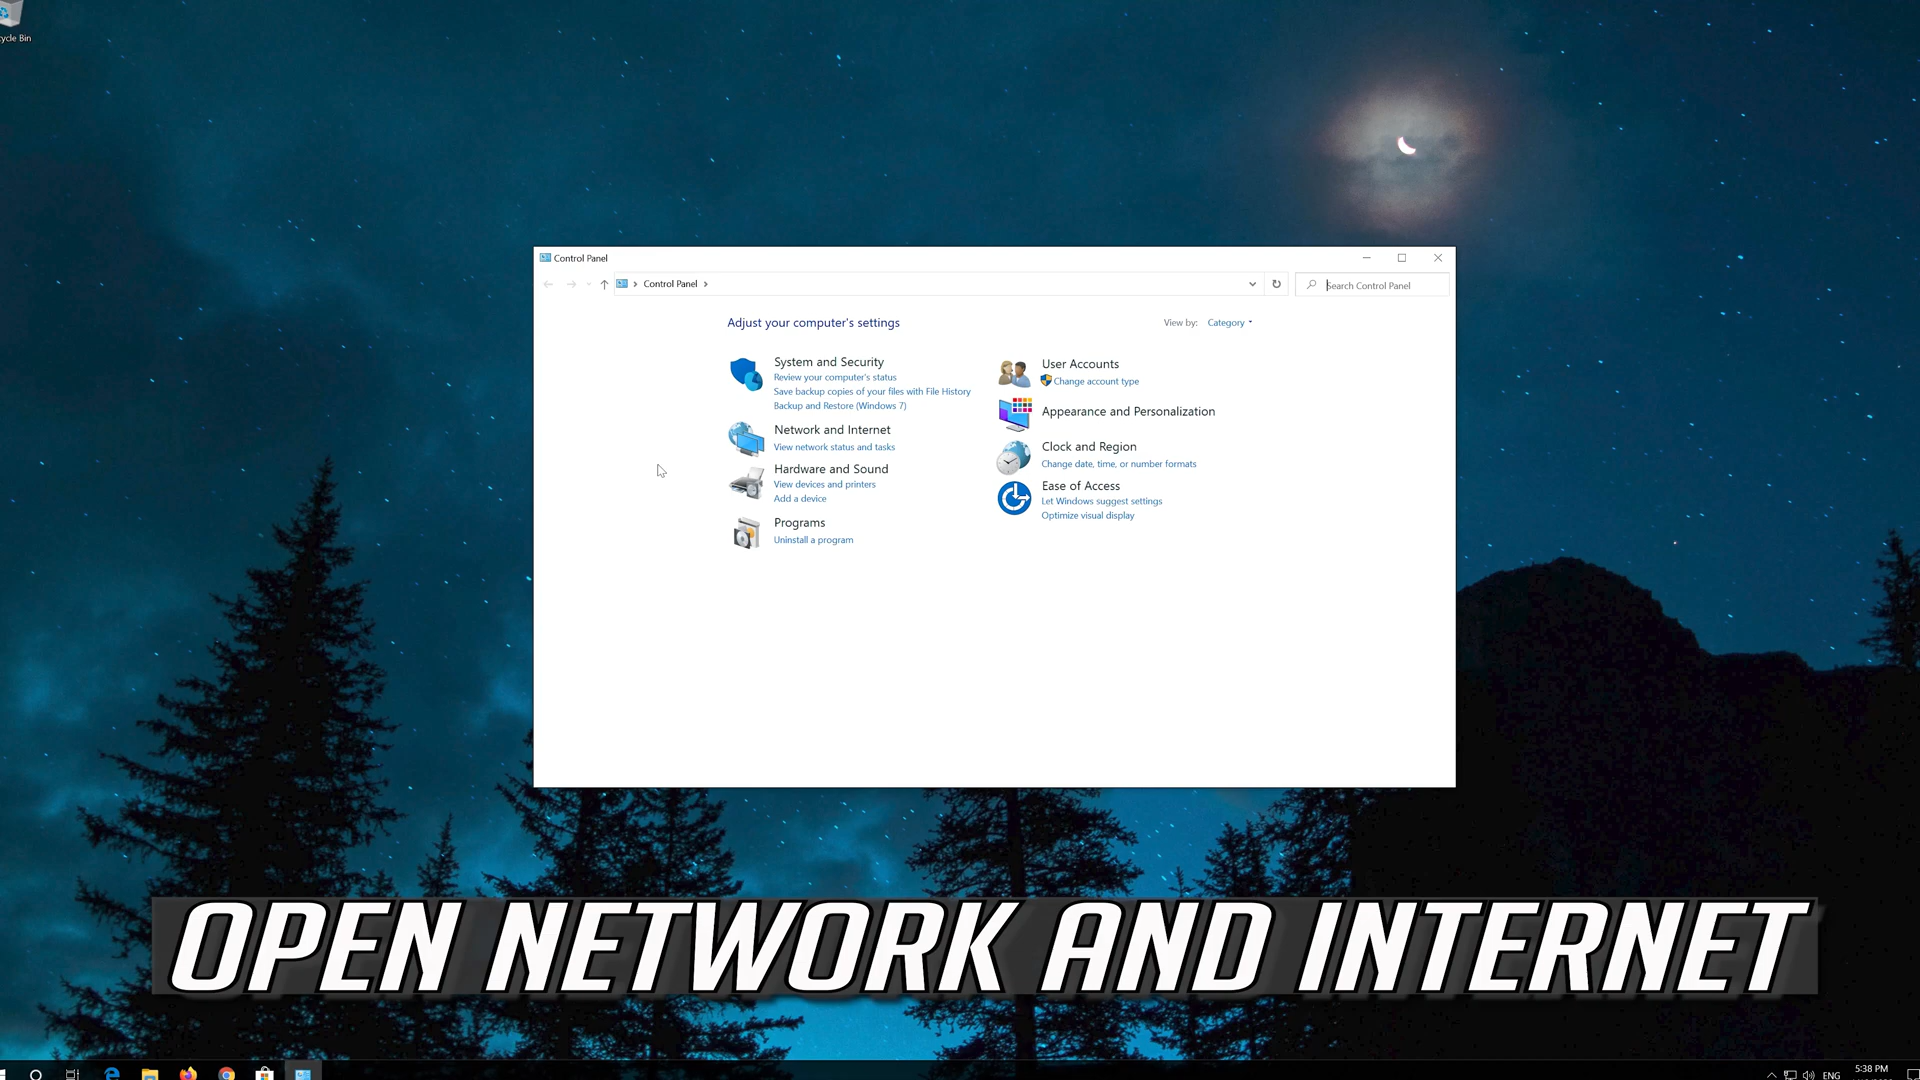 ycle Bin
Control Panel
Control Panel
Search Control Panel
Adjust your computer's settings
View by: Category
System and Security
Review your computer's status
Save backup copies of your files with File History
Backup and Restore (Windows 7)
Network and Internet
View network status and tasks
Hardware and Sound
View devices and printers
Add a device
Programs
Uninstall a program
User Accounts
Change account type
Appearance and Personalization
Clock and Region
Change date, time, or number formats
Ease of Access
Let Windows suggest settings
Optimize visual display
OPEN NETWORK AND INTERNET
ENG
5:38 PM